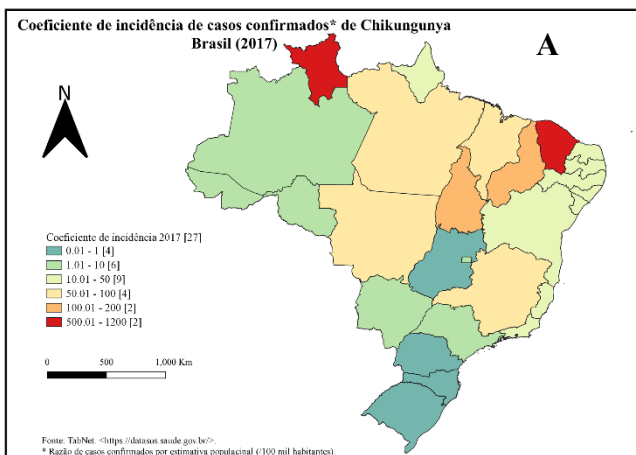 Coeficiente de incidência de casos confirmados* de Chikungunya
Brasil (2017)
A
N
Coeficiente de incidência 2017 [27]
0.01 - 1 [4]
1.01 - 10 [6]
10.01 - 50 [9]
50.01 - 100 [4]
100.01 - 200 [2]
500.01 - 1200 [2]
0 500 1,000 Km
Fonte: TabNet. <https://datasus.saude.gov.br/>.
* Razão de casos confirmados por estimativa populacinal (/100 mil habitantes).